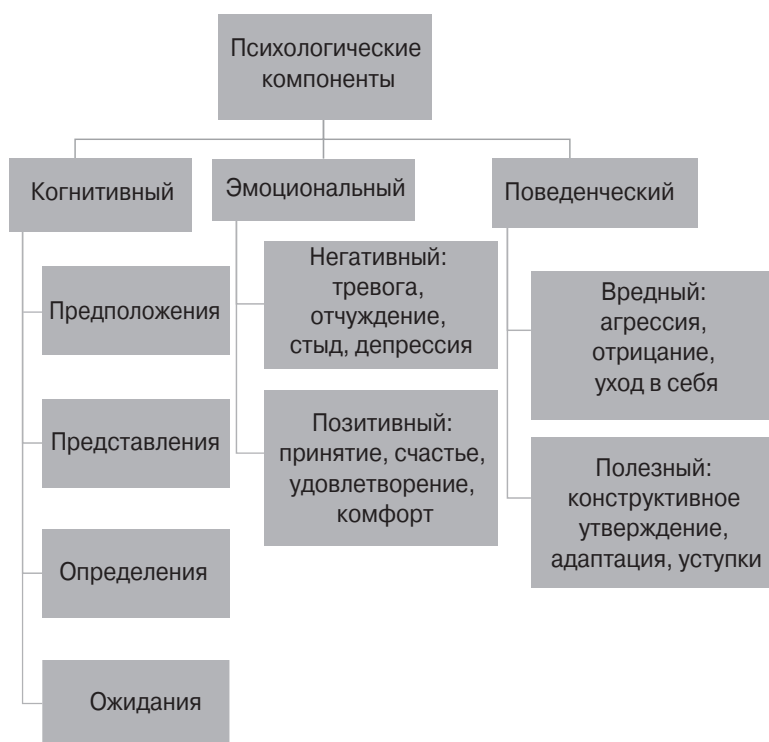 Психологические
компоненты
Когнитивный
Предположения
Представления
Определения
Ожидания
Эмоциональный
Негативный:
тревога,
отчуждение,
стыд, депрессия
Позитивный:
принятие, счастье,
удовлетворение,
комфорт
Поведенческий
Вредный:
агрессия,
отрицание,
уход в себя
Полезный:
конструктивное
утверждение,
адаптация, уступки